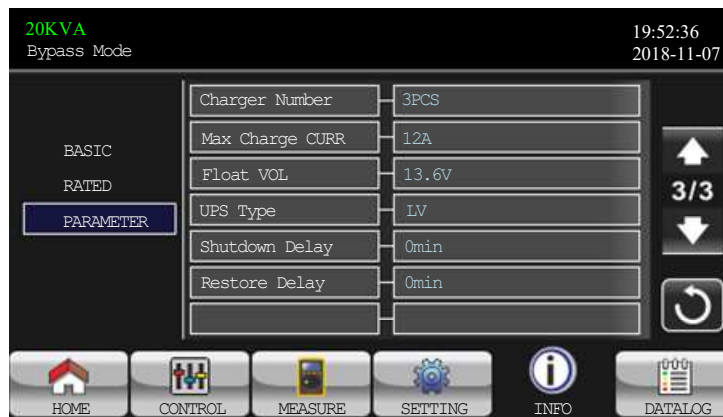 20KVA
19:52:36
Bypass Mode
2018-11-07
Charger Number 3PCS
Max Charge CURR 12A
BASIC
Float VOL 13.6V
RATED
3/3
UPS Type LV
PARAMETER
Shutdown Delay 0min
Restore Delay 0min
HOME CONTROL MEASURE SETTING INFO DATALOG